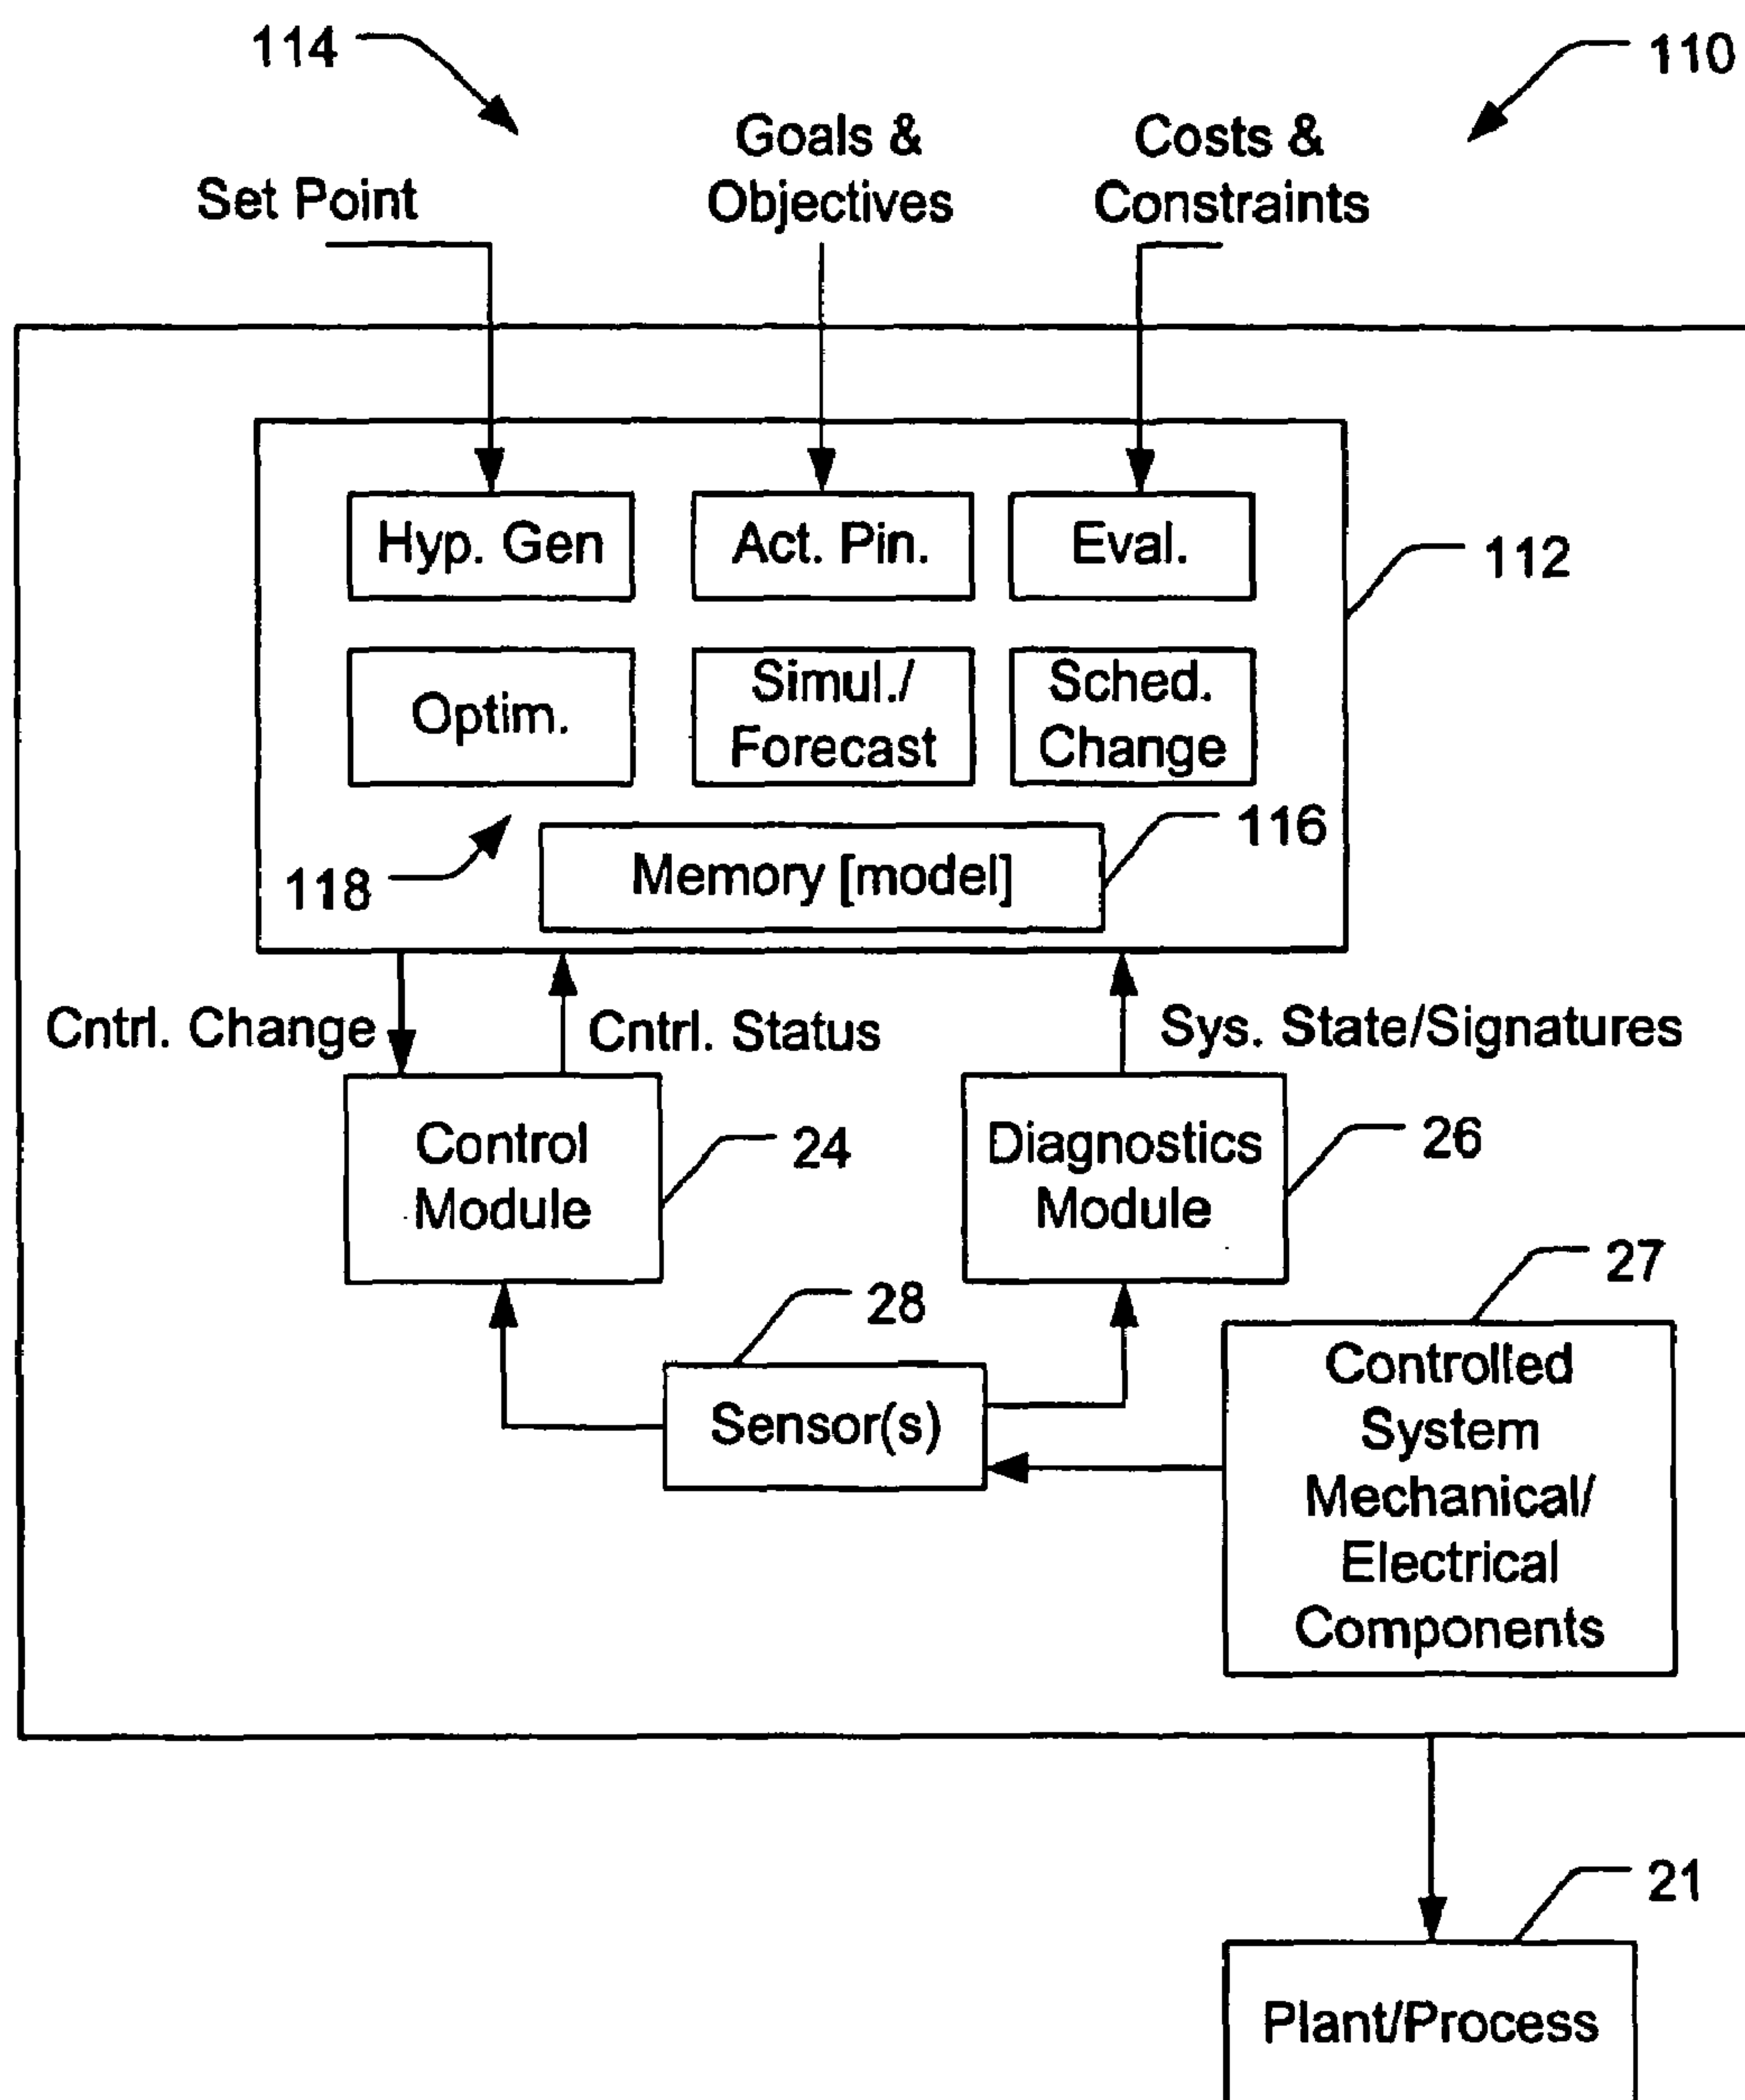 114
110
Goals &
Objectives
Costs &
Constraints
Set Point
Hyp. Gen
Act. Pin.
Eval.
112
Optim.
Simul./
Forecast
Sched.
Change
116
118
Memory [model]
Cntrl. Change
Cntrl. Status
Sys. State/Signatures
Control
Module
24
Diagnostics
Module
26
27
28
Sensor(s)
Controlled
System
Mechanical/
Electrical
Components
21
Plant/Process